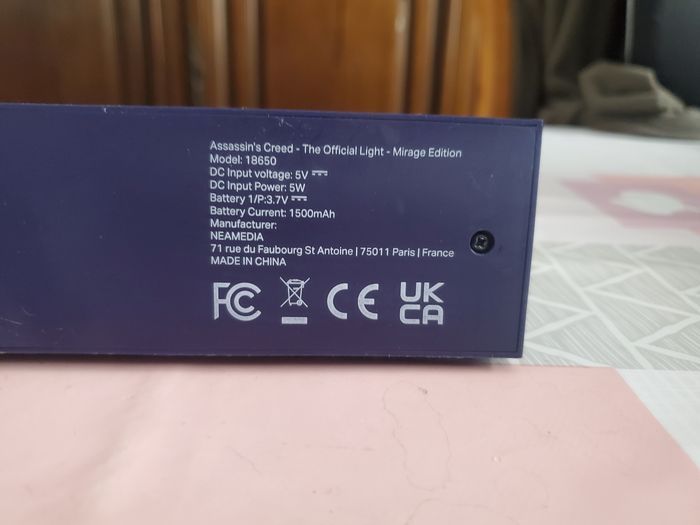 Assassin's Creed - The Official Light - Mirage Edition
Model: 18650
DC Input voltage: 5V ⎓
DC Input Power: 5W
Battery 1/P:3.7V ⎓
Battery Current: 1500mAh
Manufacturer:
NEAMEDIA
71 rue du Faubourg St Antoine | 75011 Paris | France
MADE IN CHINA
FC CE UK
CA